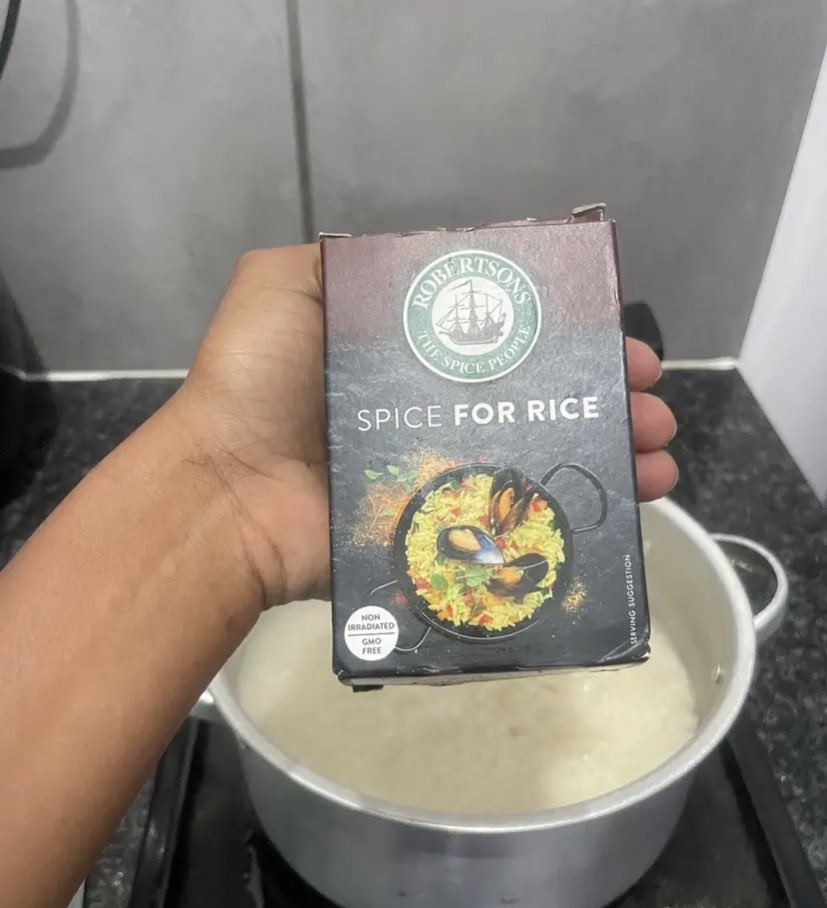 ROBERTSONS
THE SPICE PEOPLE
SPICE FOR RICE
NON
IRRADIATED
GMO
FREE
SERVING SUGGESTION